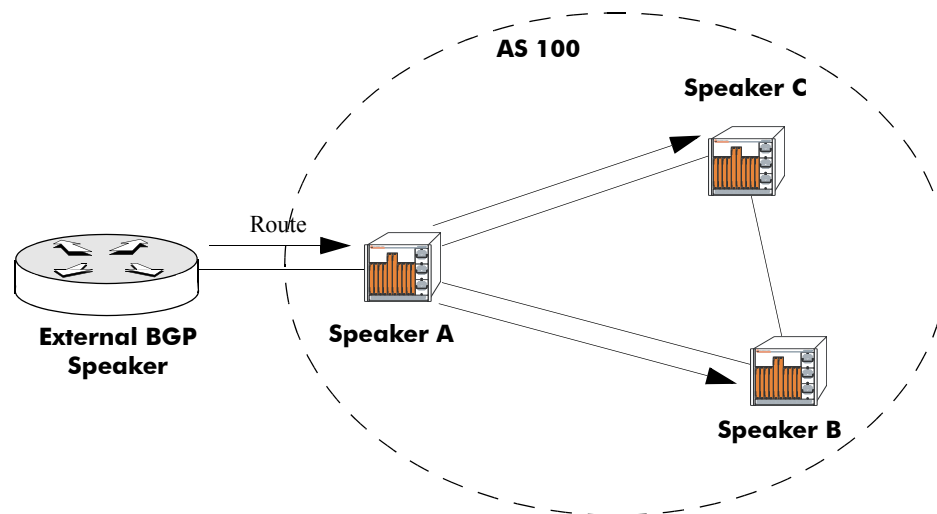 AS 100
Speaker C
Route
External BGP
Speaker
Speaker A
Speaker B